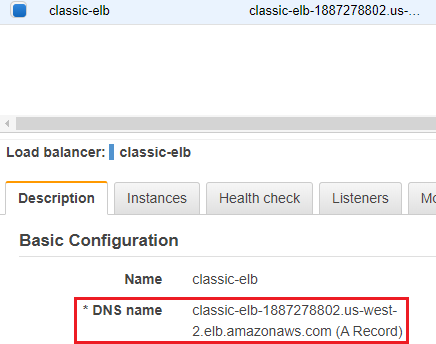 classic-elb classic-elb-1887278802.us-...
Load balancer: classic-elb
Description Instances Health check Listeners
Basic Configuration
Name classic-elb
* DNS name classic-elb-1887278802.us-west-
2.elb.amazonaws.com (A Record)